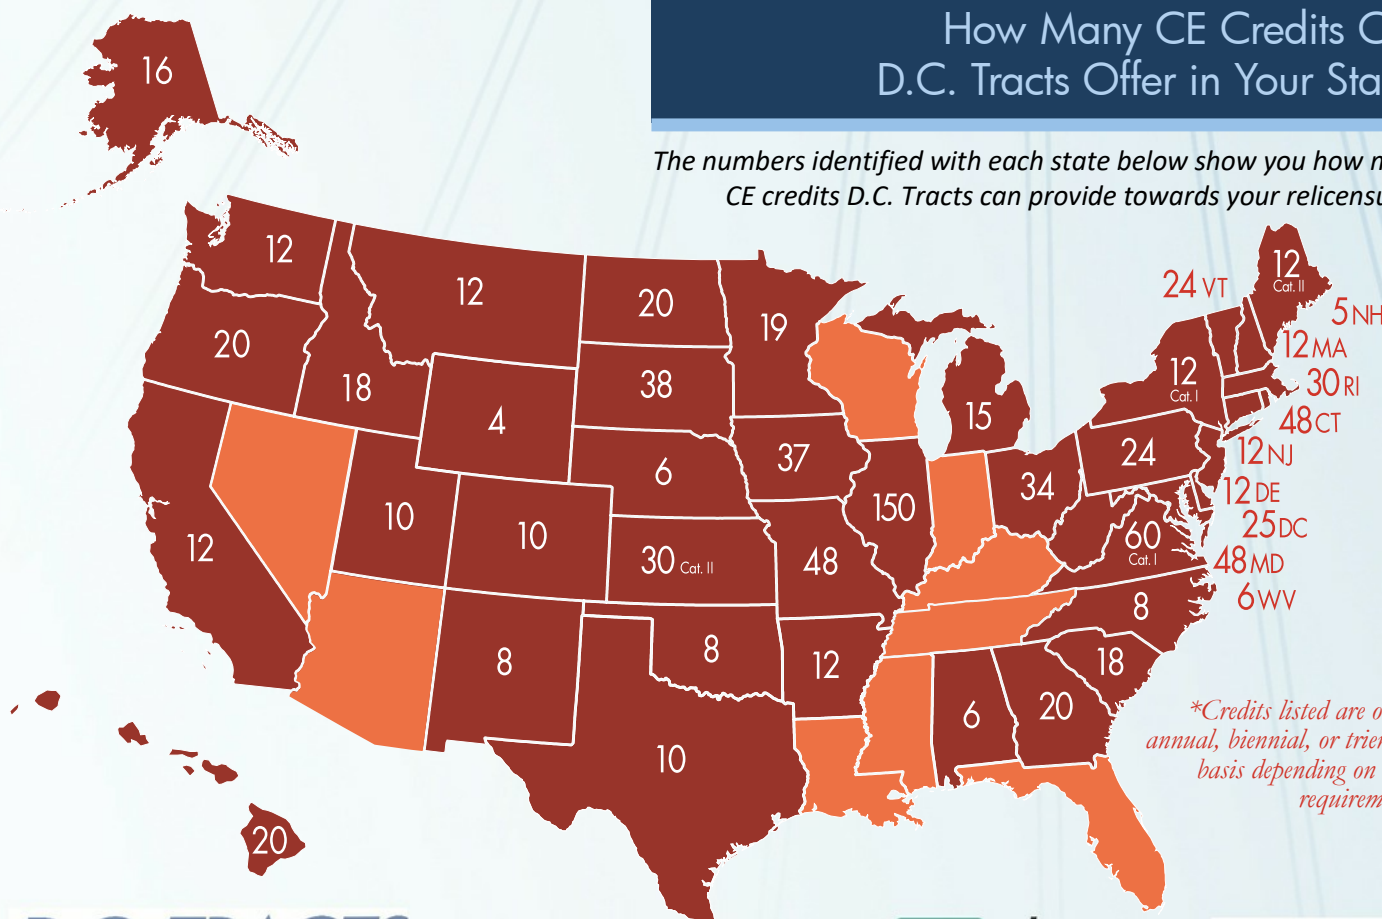 How Many CE Credits C
D.C. Tracts Offer in Your Sta
The numbers identified with each state below show you how
CE credits D.C. Tracts can provide towards your
16
12
12
20
19
12
Cat. II
24 VT
5 NH
12 MA
30 RI
48 CT
12 NJ
12 DE
25 DC
48 MD
6 WV
20
18
4
38
15
12
Cat. I
24
37
6
34
150
10
10
12
30 Cat. II
48
60
Cat. I
8
8
8
12
18
6
20
10
*Credits listed are
annual, biennial, or
basis depending on
20
D.C. TRACTS